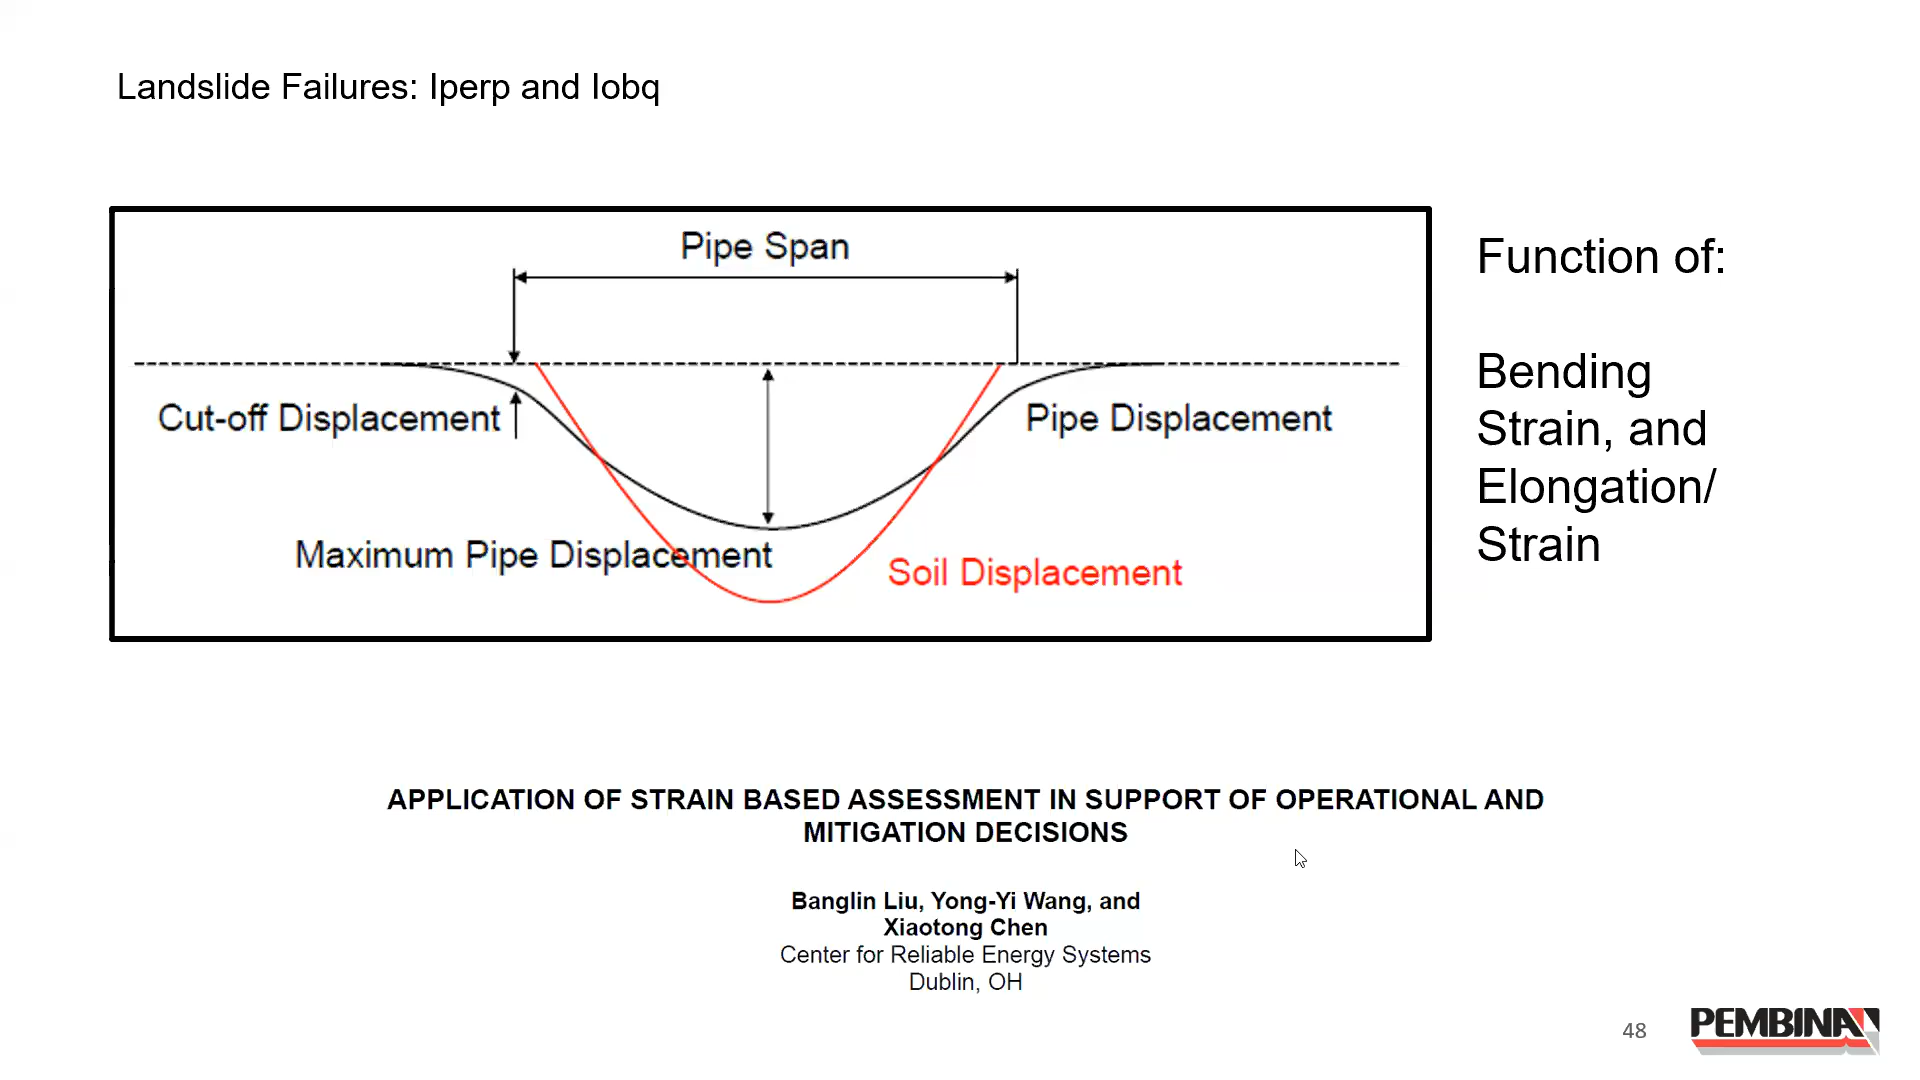 Landslide Failures: Iperp and Iobq
Pipe Span
Cut-off Displacement
Pipe Displacement
Maximum Pipe Displacement
Soil Displacement
Function of:
Bending
Strain, and
Elongation/
Strain
APPLICATION OF STRAIN BASED ASSESSMENT IN SUPPORT OF OPERATIONAL AND
MITIGATION DECISIONS
Banglin Liu, Yong-Yi Wang, and
Xiaotong Chen
Center for Reliable Energy Systems
Dublin, OH
48
PEMBINA